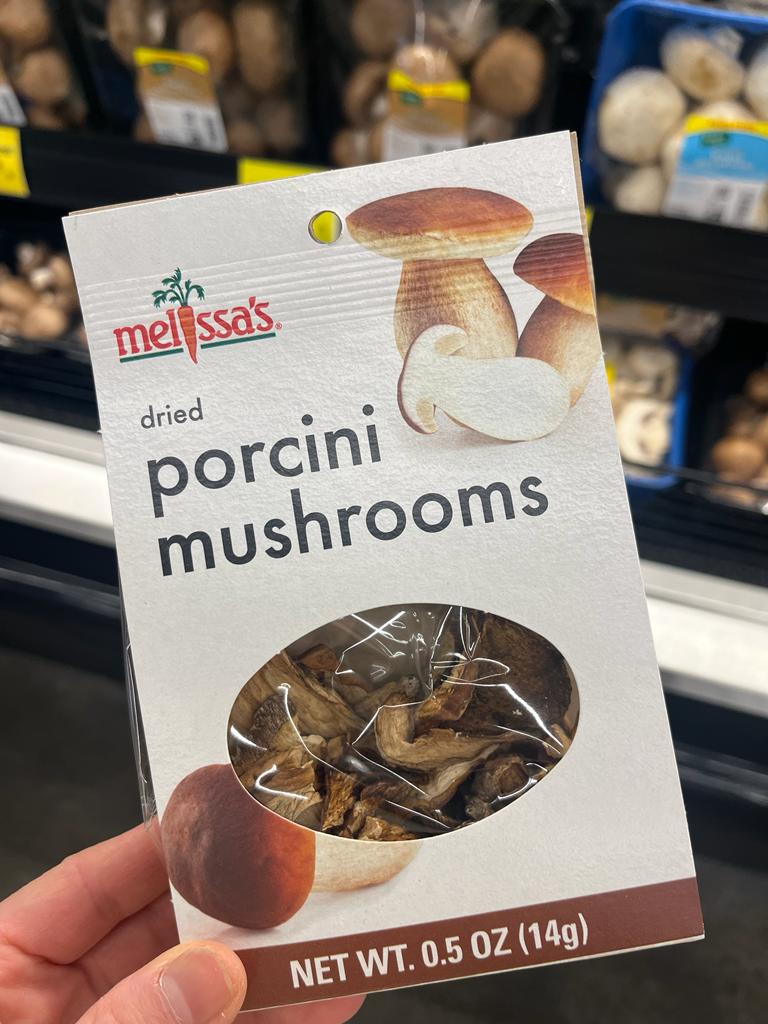 melissa's®
dried
porcini
mushrooms
NET WT. 0.5 OZ (14g)